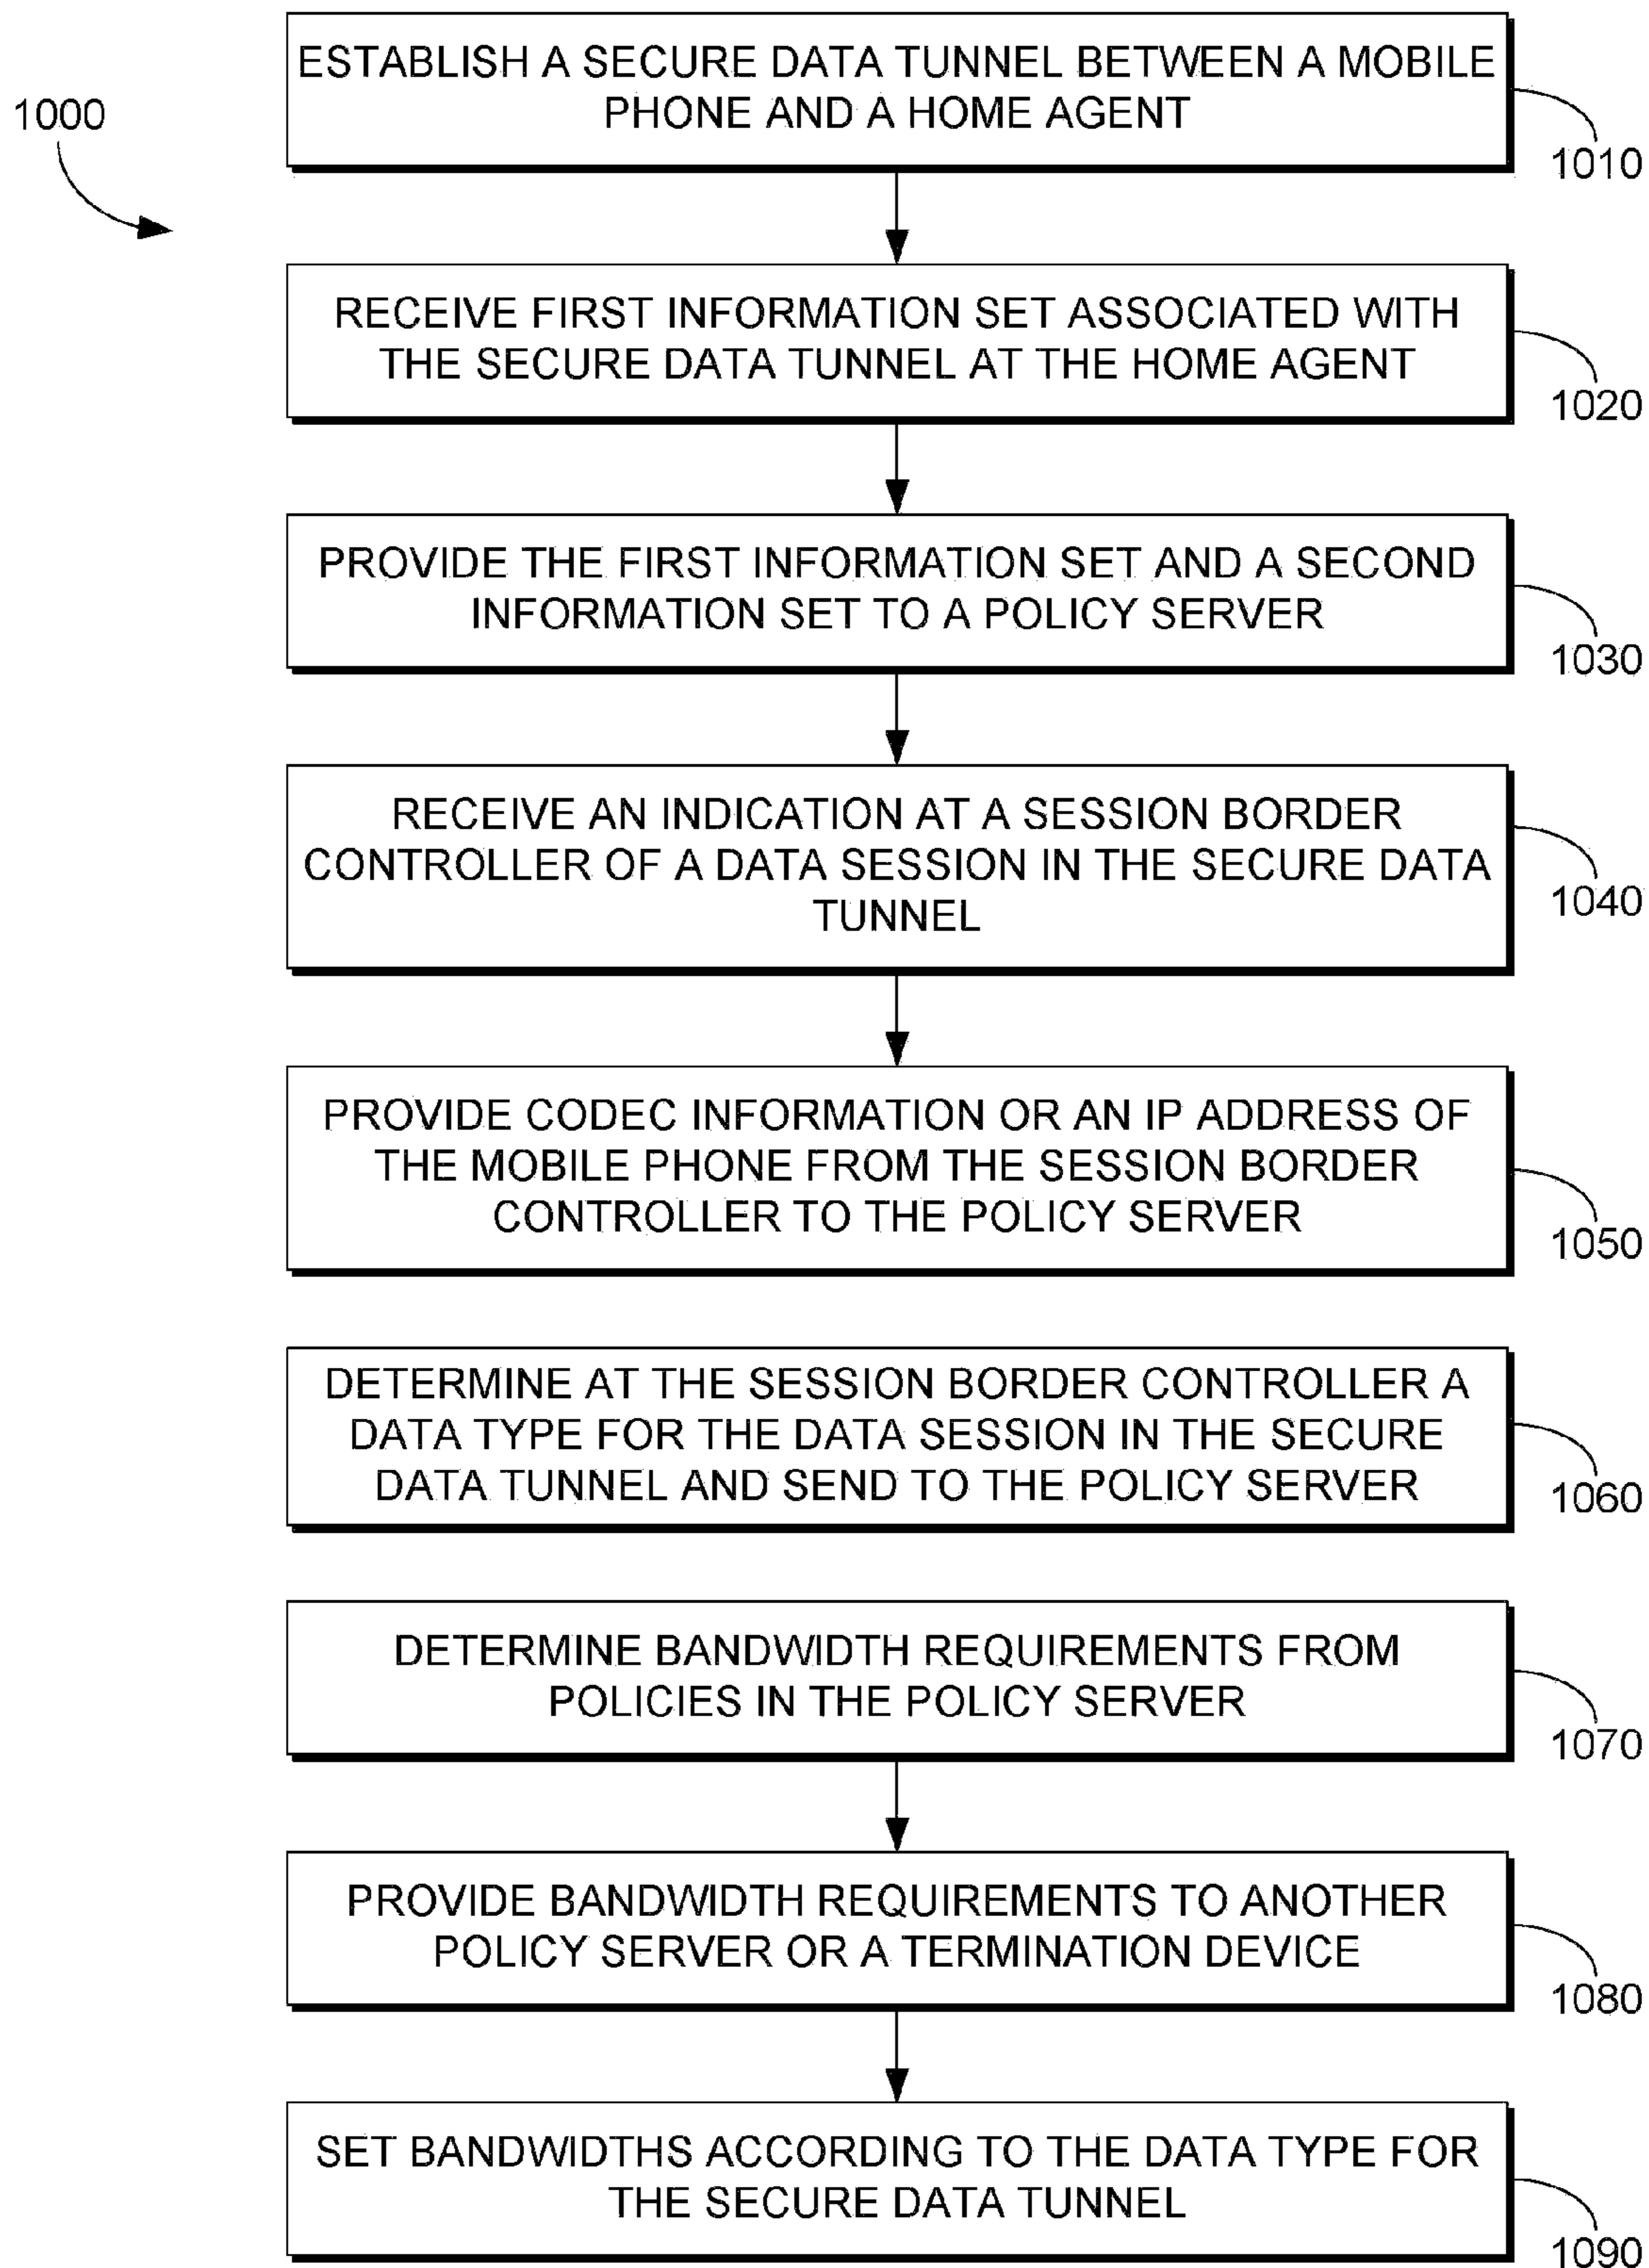 1000
ESTABLISH A SECURE DATA TUNNEL BETWEEN A MOBILE
PHONE AND A HOME AGENT
1010
RECEIVE FIRST INFORMATION SET ASSOCIATED WITH
THE SECURE DATA TUNNEL AT THE HOME AGENT
1020
PROVIDE THE FIRST INFORMATION SET AND A SECOND
INFORMATION SET TO A POLICY SERVER
1030
RECEIVE AN INDICATION AT A SESSION BORDER
CONTROLLER OF A DATA SESSION IN THE SECURE DATA
TUNNEL
1040
PROVIDE CODEC INFORMATION OR AN IP ADDRESS OF
THE MOBILE PHONE FROM THE SESSION BORDER
CONTROLLER TO THE POLICY SERVER
1050
DETERMINE AT THE SESSION BORDER CONTROLLER A
DATA TYPE FOR THE DATA SESSION IN THE SECURE
DATA TUNNEL AND SEND TO THE POLICY SERVER
1060
DETERMINE BANDWIDTH REQUIREMENTS FROM
POLICIES IN THE POLICY SERVER
1070
PROVIDE BANDWIDTH REQUIREMENTS TO ANOTHER
POLICY SERVER OR A TERMINATION DEVICE
1080
SET BANDWIDTHS ACCORDING TO THE DATA TYPE FOR
THE SECURE DATA TUNNEL
1090